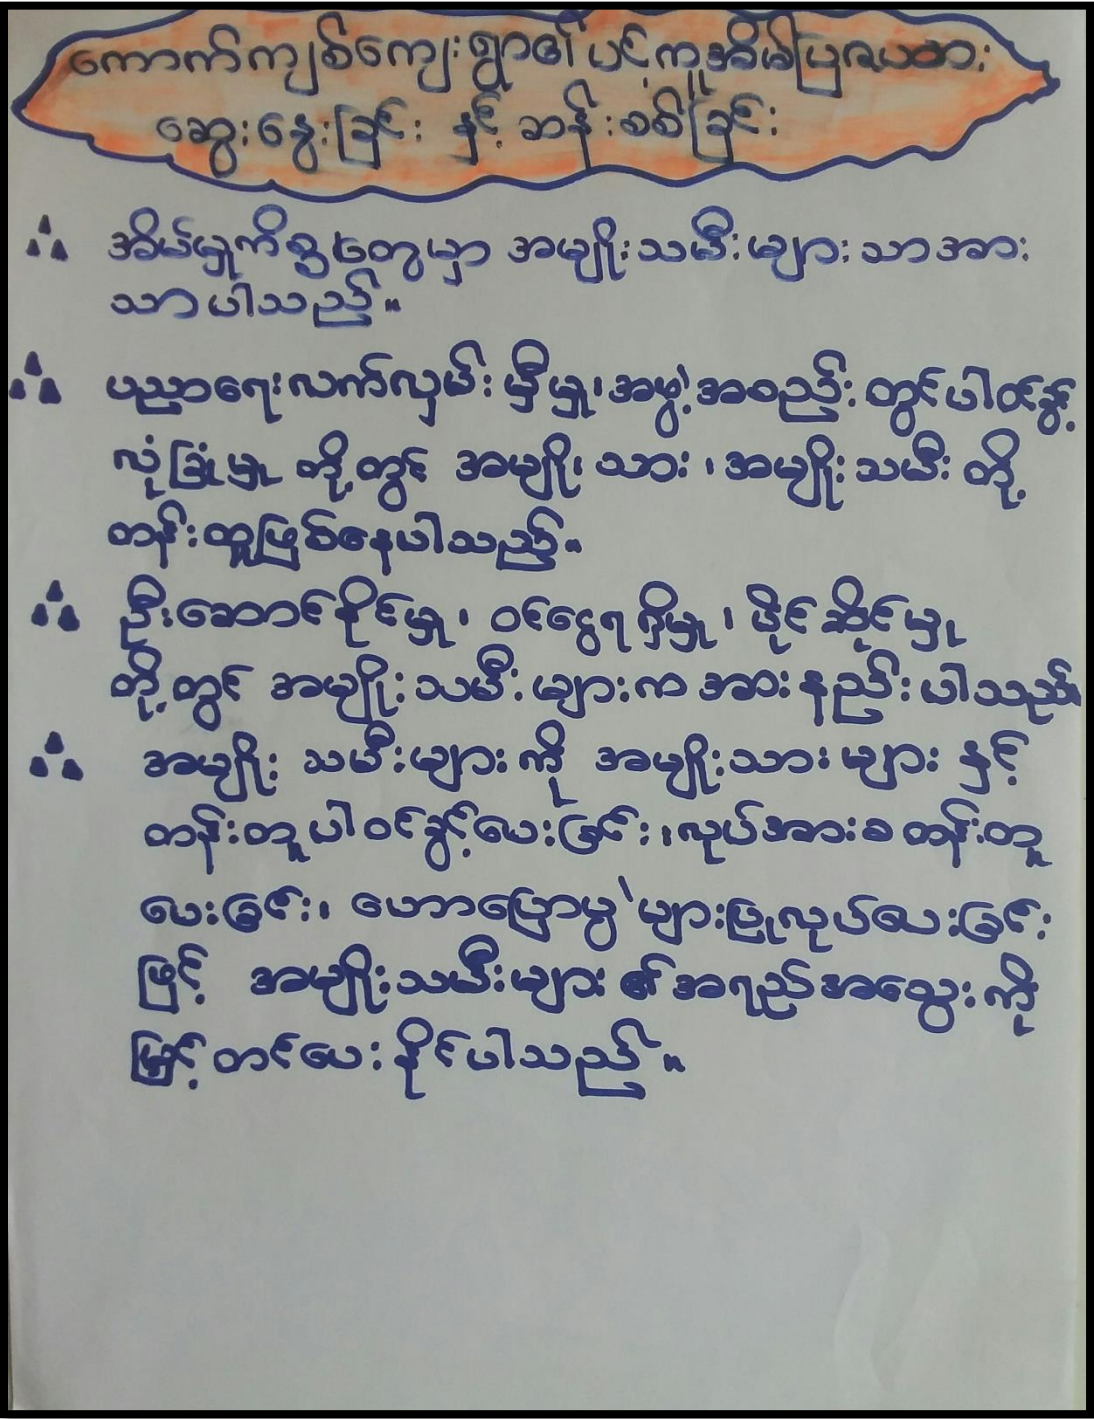 ကောက်ကျစ်ကျေးရွာ၏ ပင့်ကူအိမ်ပြဇယား
ဆွေးနွေးခြင်း နှင့် ဆန်းစစ်ခြင်း
အိမ်မှုကိစ္စတွေမှာ အမျိုးသမီးများသာအား
သာပါသည်။
ပညာရေးလက်လှမ်းမှီမှု၊ အဖွဲ့အစည်းတွင်ပါဝင်ခွင့်
လုံခြုံမှု တို့တွင် အမျိုးသား ၊ အမျိုးသမီး တို့
တန်းတူဖြစ်နေပါသည်။
ဦးဆောင်နိုင်မှု၊ ဝင်ငွေရရှိမှု ၊ ပိုင်ဆိုင်မှု
တို့တွင် အမျိုးသမီးများက အားနည်းပါသည်။
အမျိုးသမီးများကို အမျိုးသားများ နှင့်
တန်းတူပါဝင်ခွင့်ပေးခြင်း ၊ လုပ်အားခ တန်းတူ
ပေးခြင်း၊ ဟောပြောပွဲများပြုလုပ်ပေးခြင်း
ဖြင့် အမျိုးသမီးများ၏ အရည်အသွေးကို
မြှင့်တင်ပေးနိုင်ပါသည်။